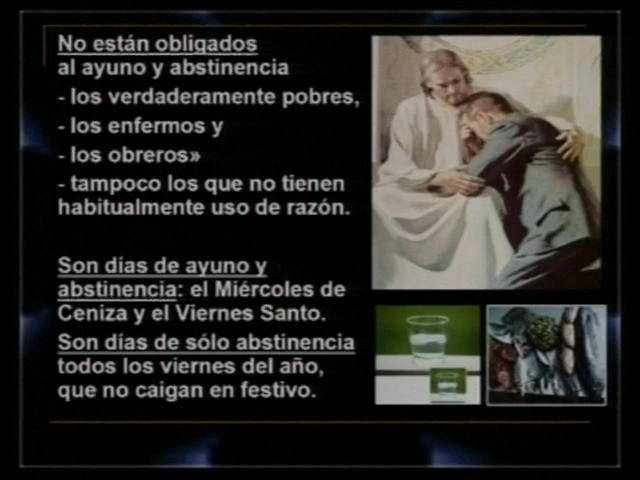 No están obligados
al ayuno y abstinencia
- los verdaderamente pobres,
- los enfermos y
- los obreros»
- tampoco los que no tienen
habitualmente uso de razón.
Son días de ayuno y
abstinencia: el Miércoles de
Ceniza y el Viernes Santo.
Son días de sólo abstinencia
todos los viernes del año,
que no caigan en festivo.